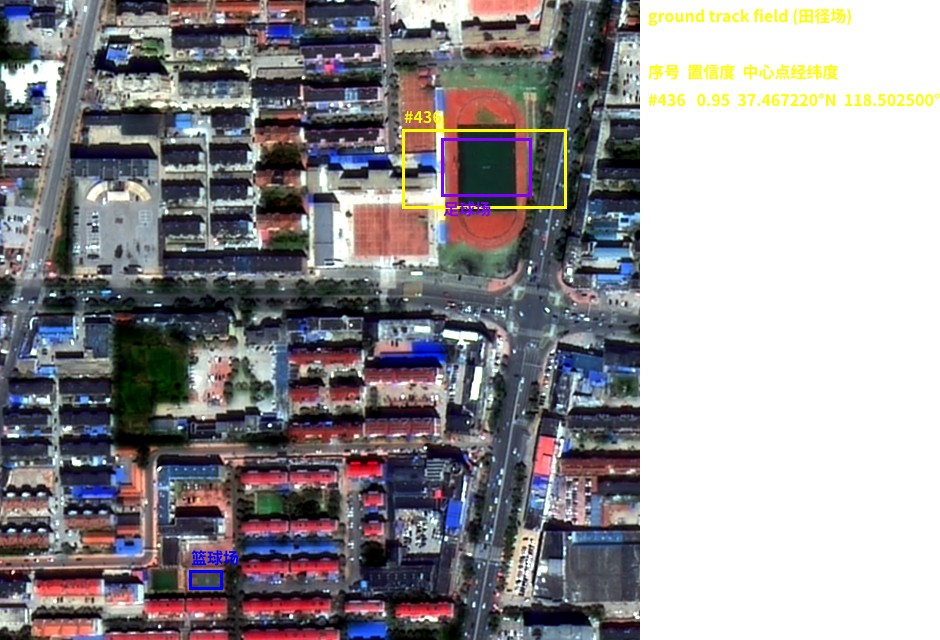 ground track field (田径场)
序号 置信度 中心点经纬度
#436 0.95 37.467220°N 118.502500°
#436
足球场
篮球场